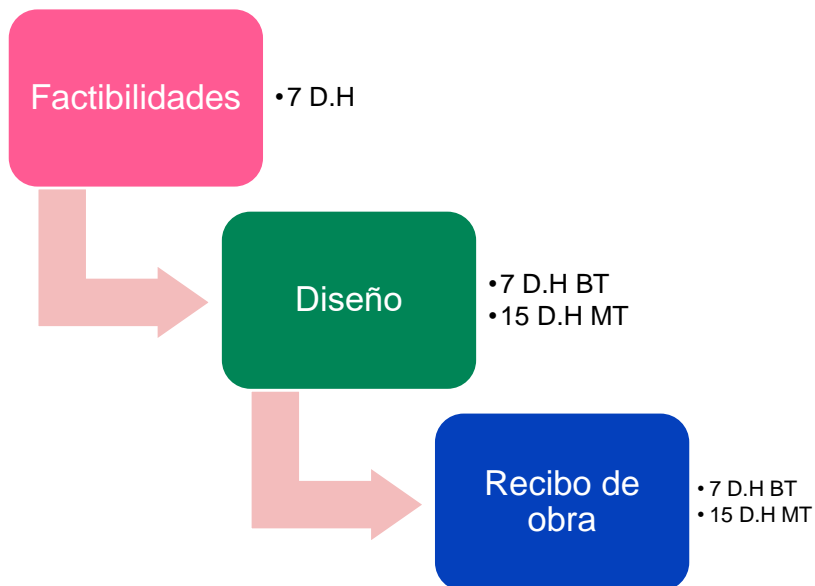 Factibilidades
•7 D.H
Diseño
•7 D.H BT
•15 D.H MT
Recibo de
obra
•7 D.H BT
•15 D.H MT